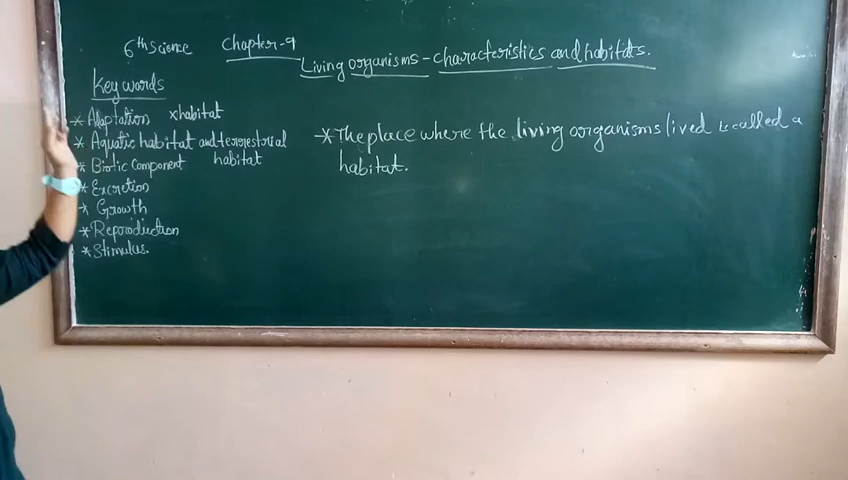 6th Science Chapter-9
Living organisms - characteristics and habitats.
Key words
* Adaptation * habitat
* Aquatic habitat and terrestrial habitat
* Biotic component
* Excretion
* Growth
* Reproduction
* Stimulus.
* The place where the living organisms lived is called a
habitat.